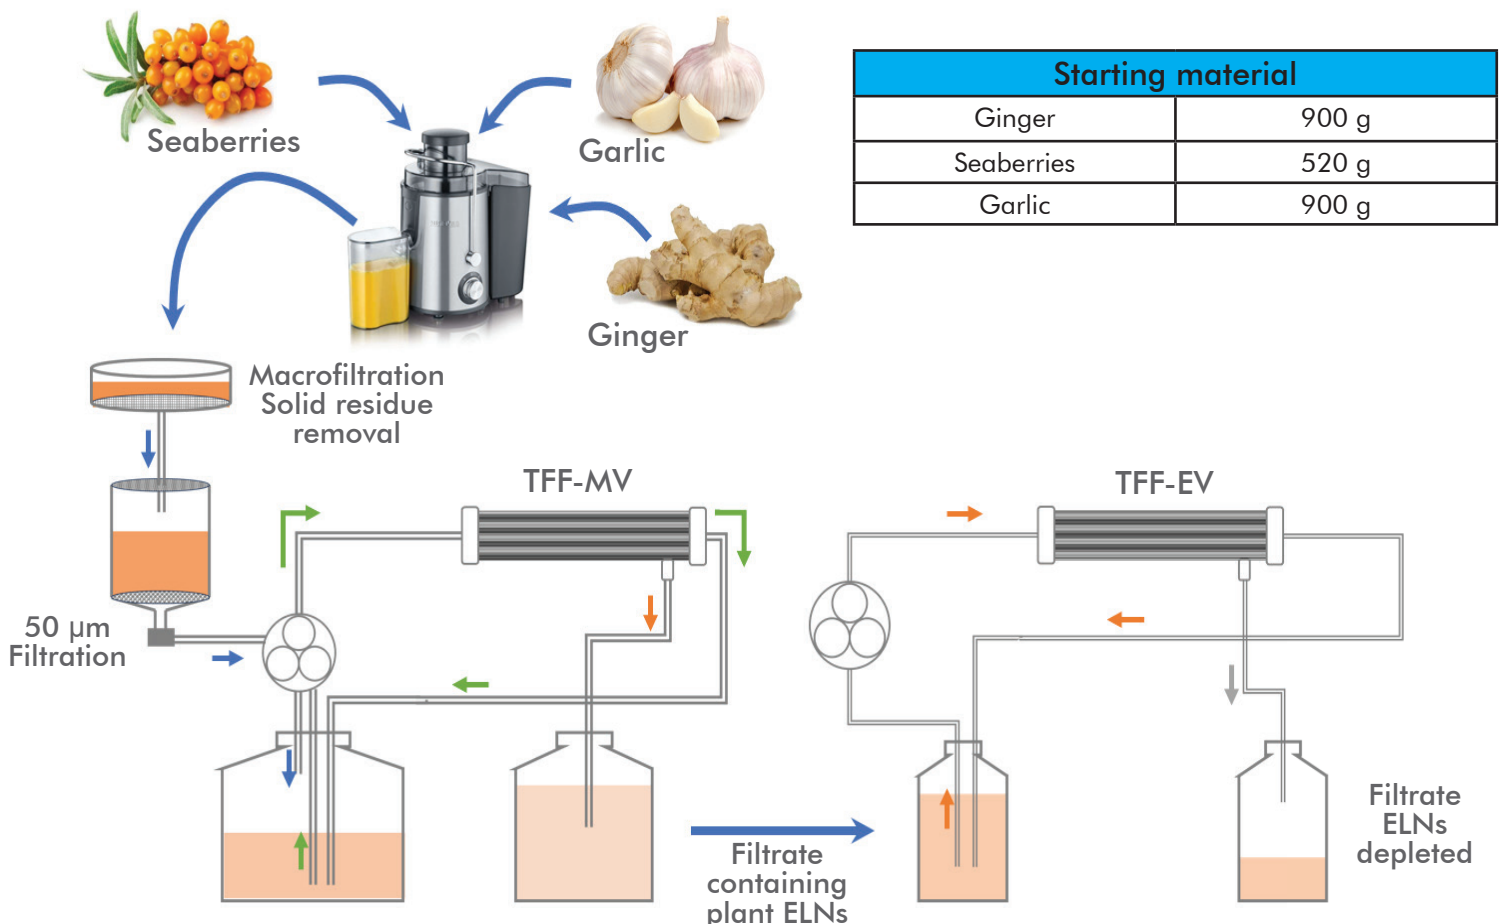 Seaberries
Garlic
Ginger
Starting material
Ginger 900 g
Seaberries 520 g
Garlic 900 g
Macrofiltration
Solid residue
removal
50 µm
Filtration
TFF-MV
TFF-EV
Filtrate
containing
plant ELNs
Filtrate
ELNs
depleted